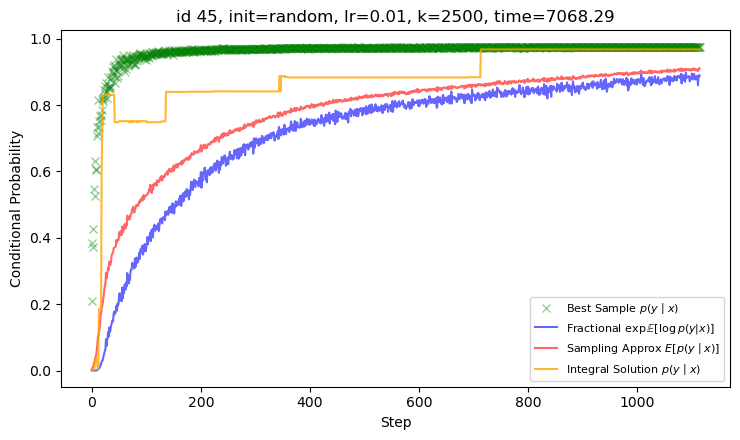 id 45, init=random, lr=0.01, k=2500, time=7068.29
Conditional Probability
1.0
0.8
0.6
0.4
0.2
0.0
0 200 400 600 800 1000
Step
Best Sample p(y | x)
Fractional exp𝔼[log p(y|x)]
Sampling Approx E[p(y | x)]
Integral Solution p(y | x)